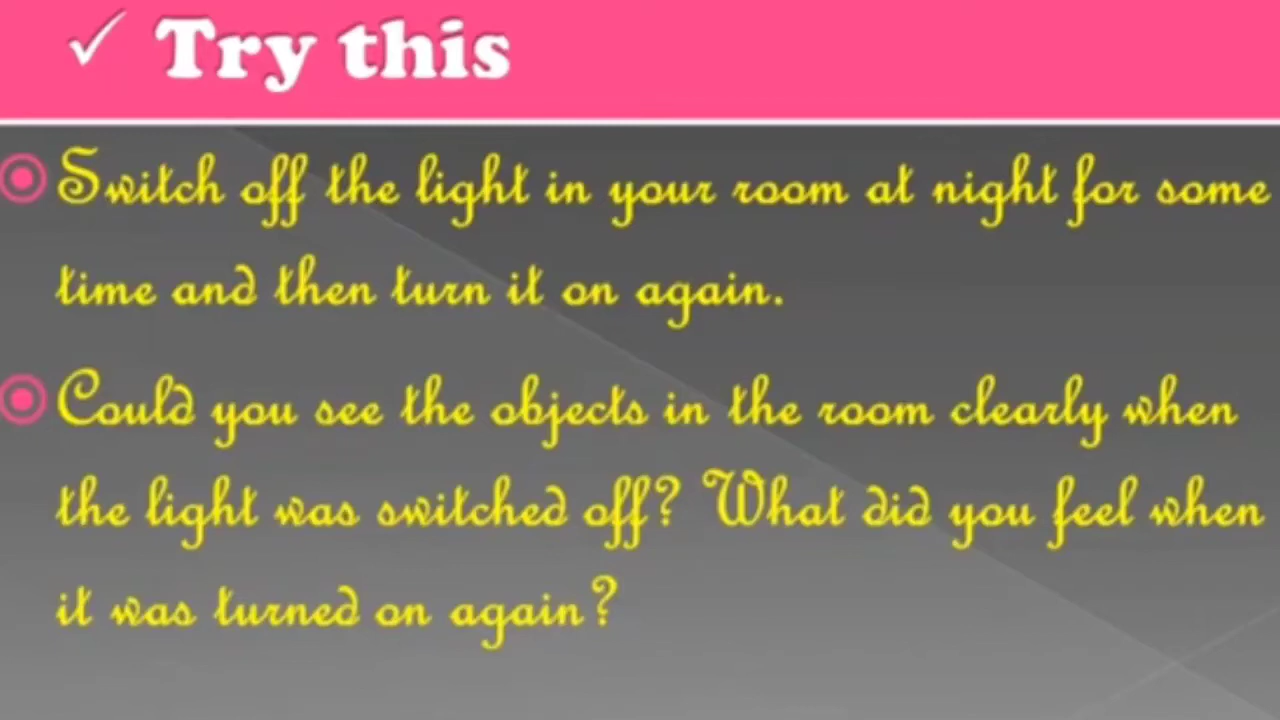 ✓ Try this
Switch off the light in your room at night for some
time and then turn it on again.
Could you see the objects in the room clearly when
the light was switched off? What did you feel when
it was turned on again?